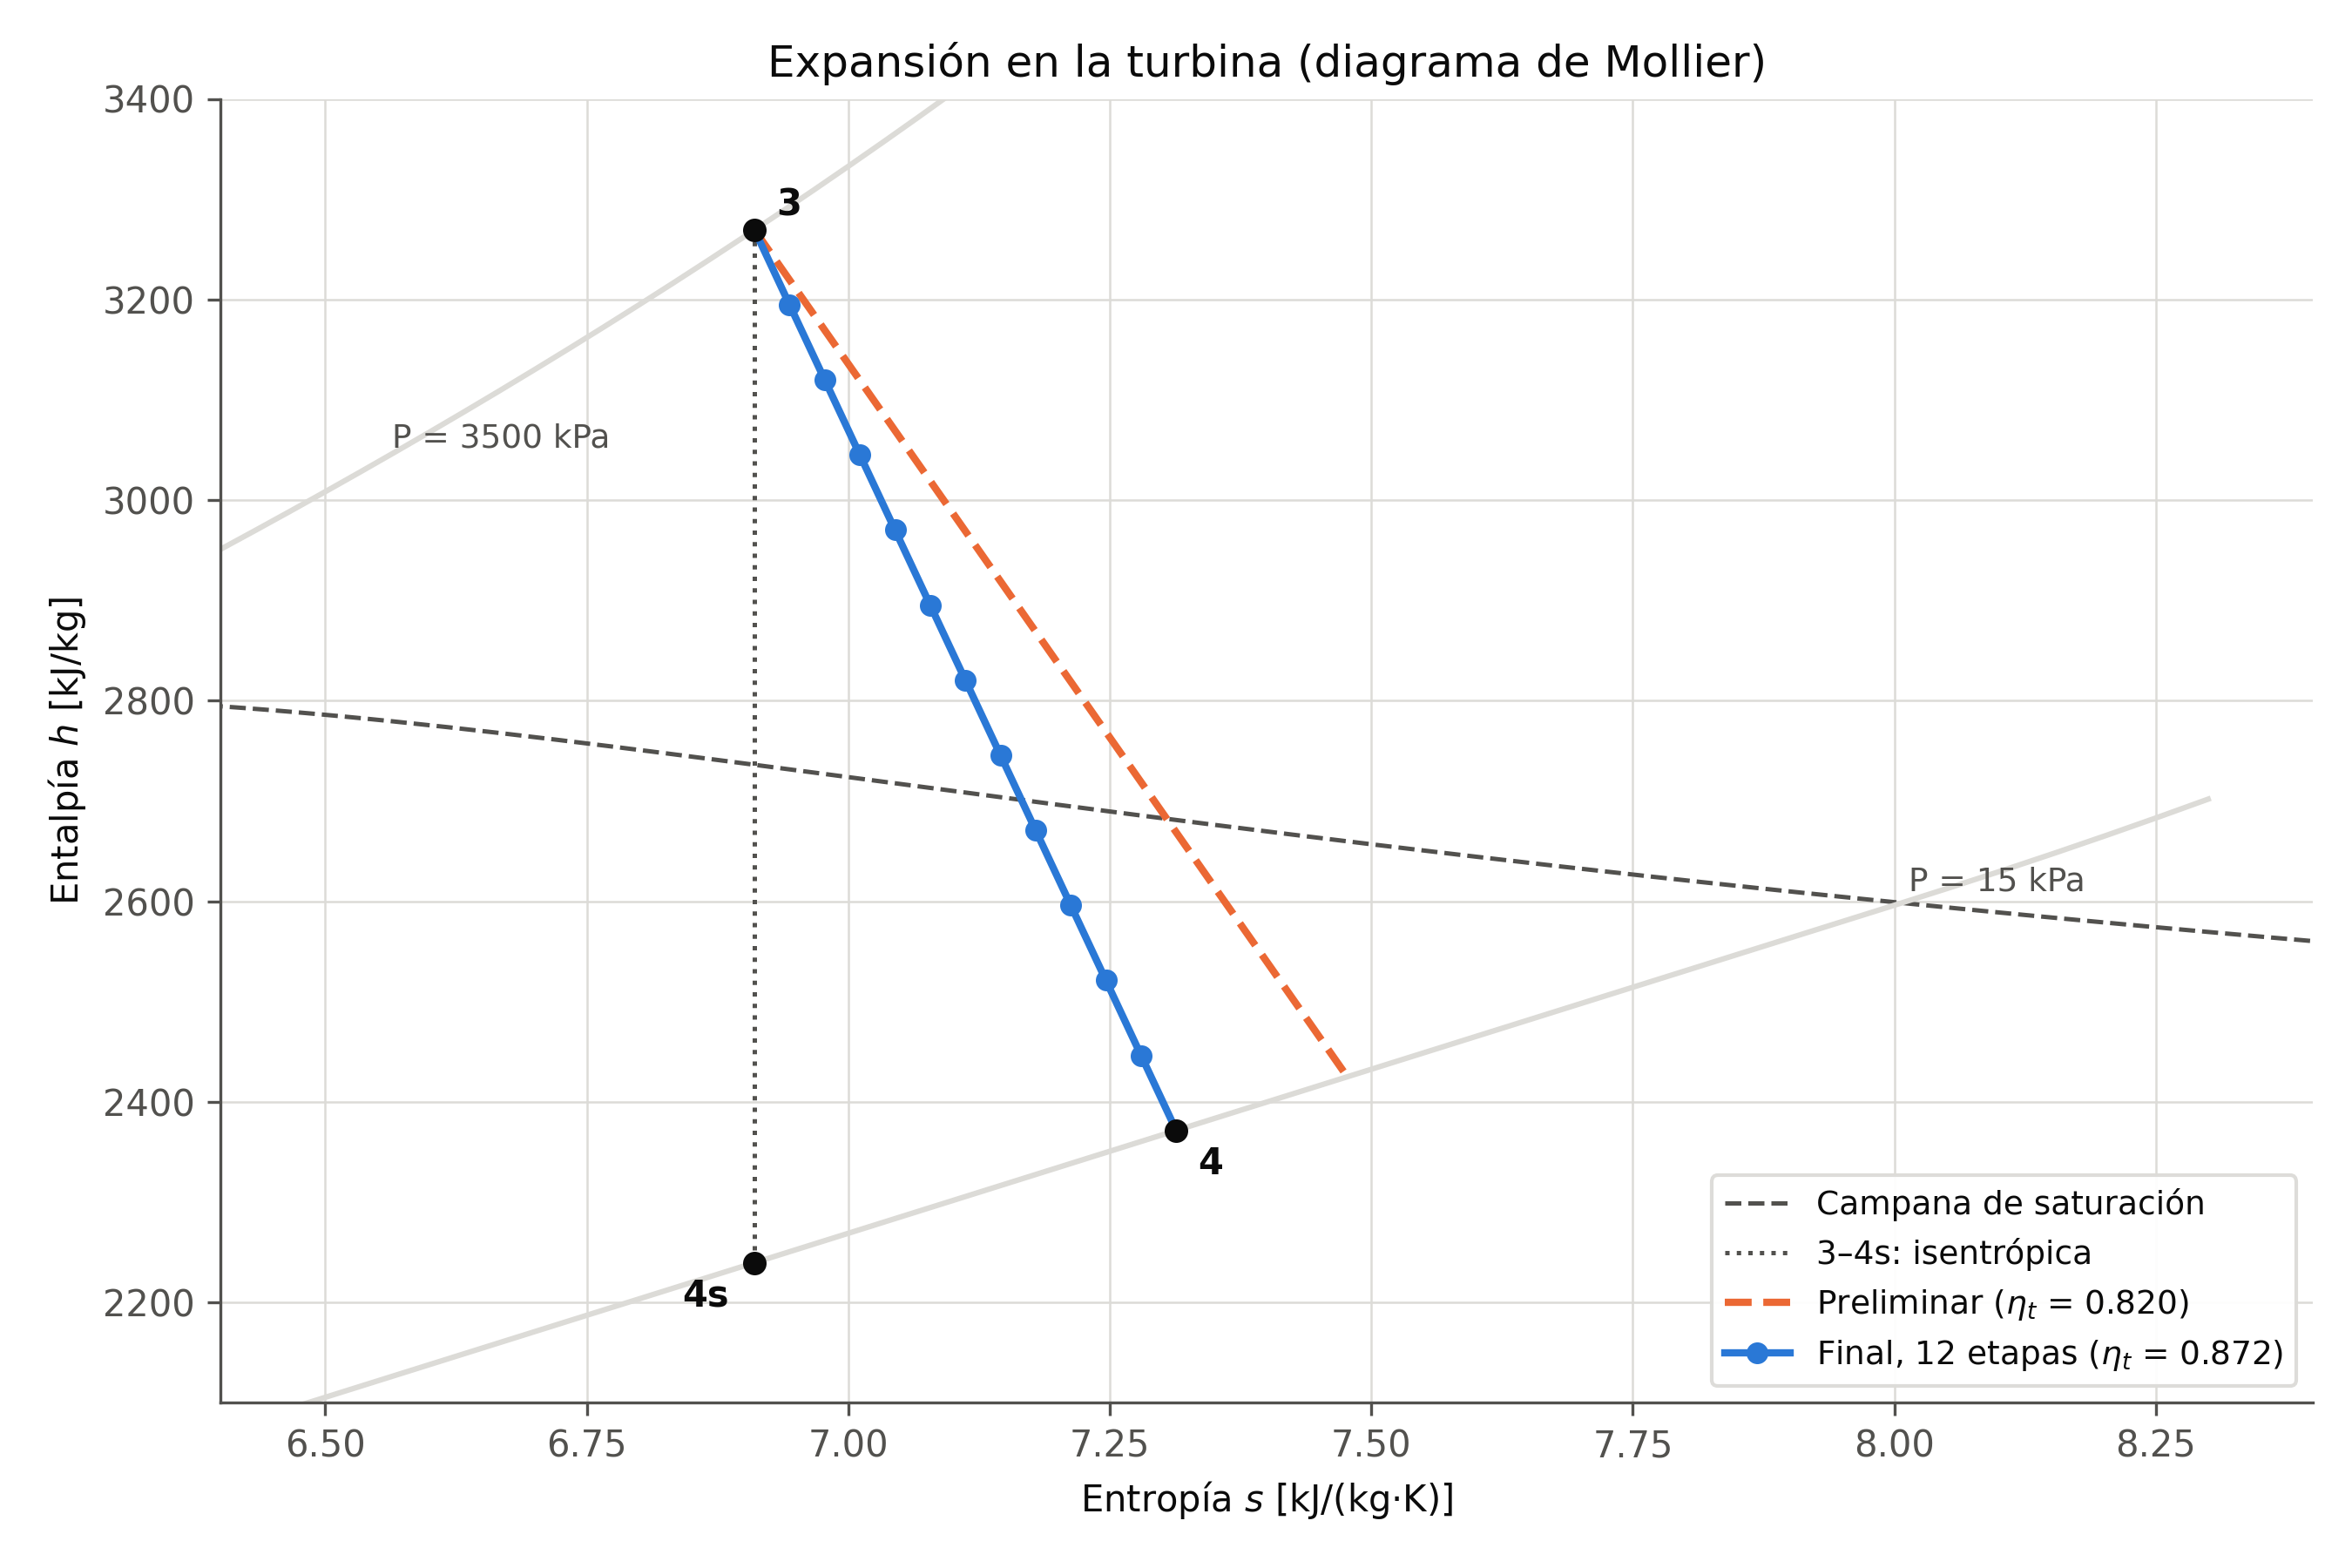 Expansión en la turbina (diagrama de Mollier)
3400
3200
3000
2800
2600
2400
2200
Entalpía h [kJ/kg]
3
P = 3500 kPa
P = 15 kPa
4
4s
Campana de saturación
3–4s: isentrópica
Preliminar (ηt = 0.820)
Final, 12 etapas (ηt = 0.872)
6.50 6.75 7.00 7.25 7.50 7.75 8.00 8.25
Entropía s [kJ/(kg·K)]